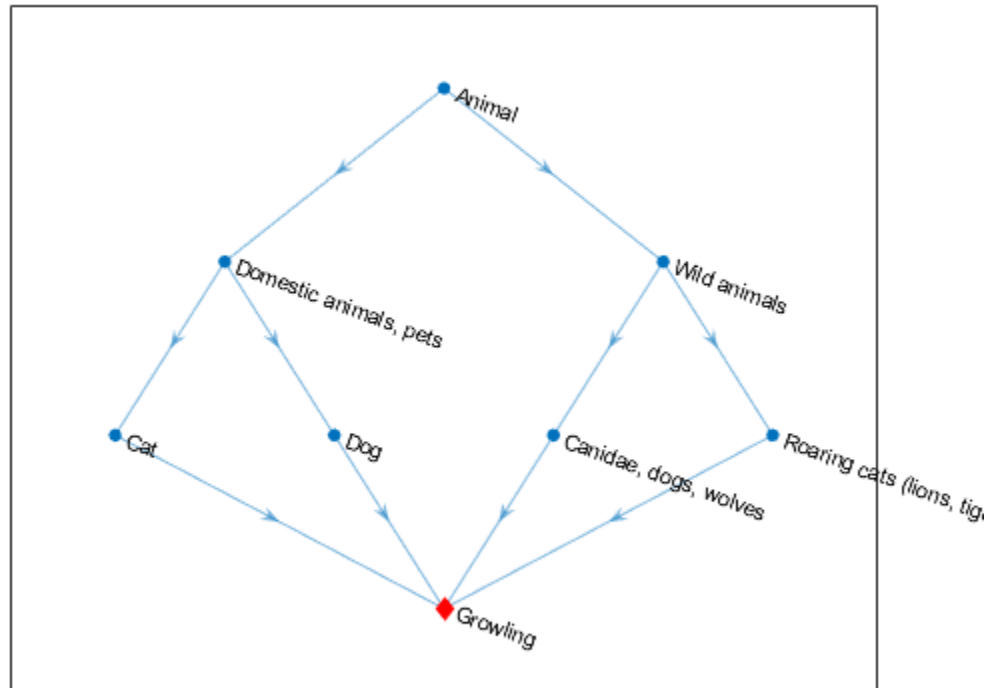 Animal
Domestic animals, pets
Wild animals
Cat
Dog
Canidae, dogs, wolves
Roaring cats (lions,
Growling